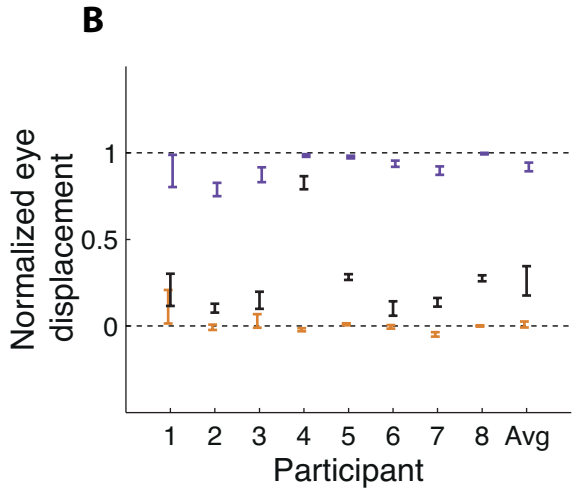 B
Normalized eye
displacement
1
0.5
0
1 2 3 4 5 6 7 8 Avg
Participant